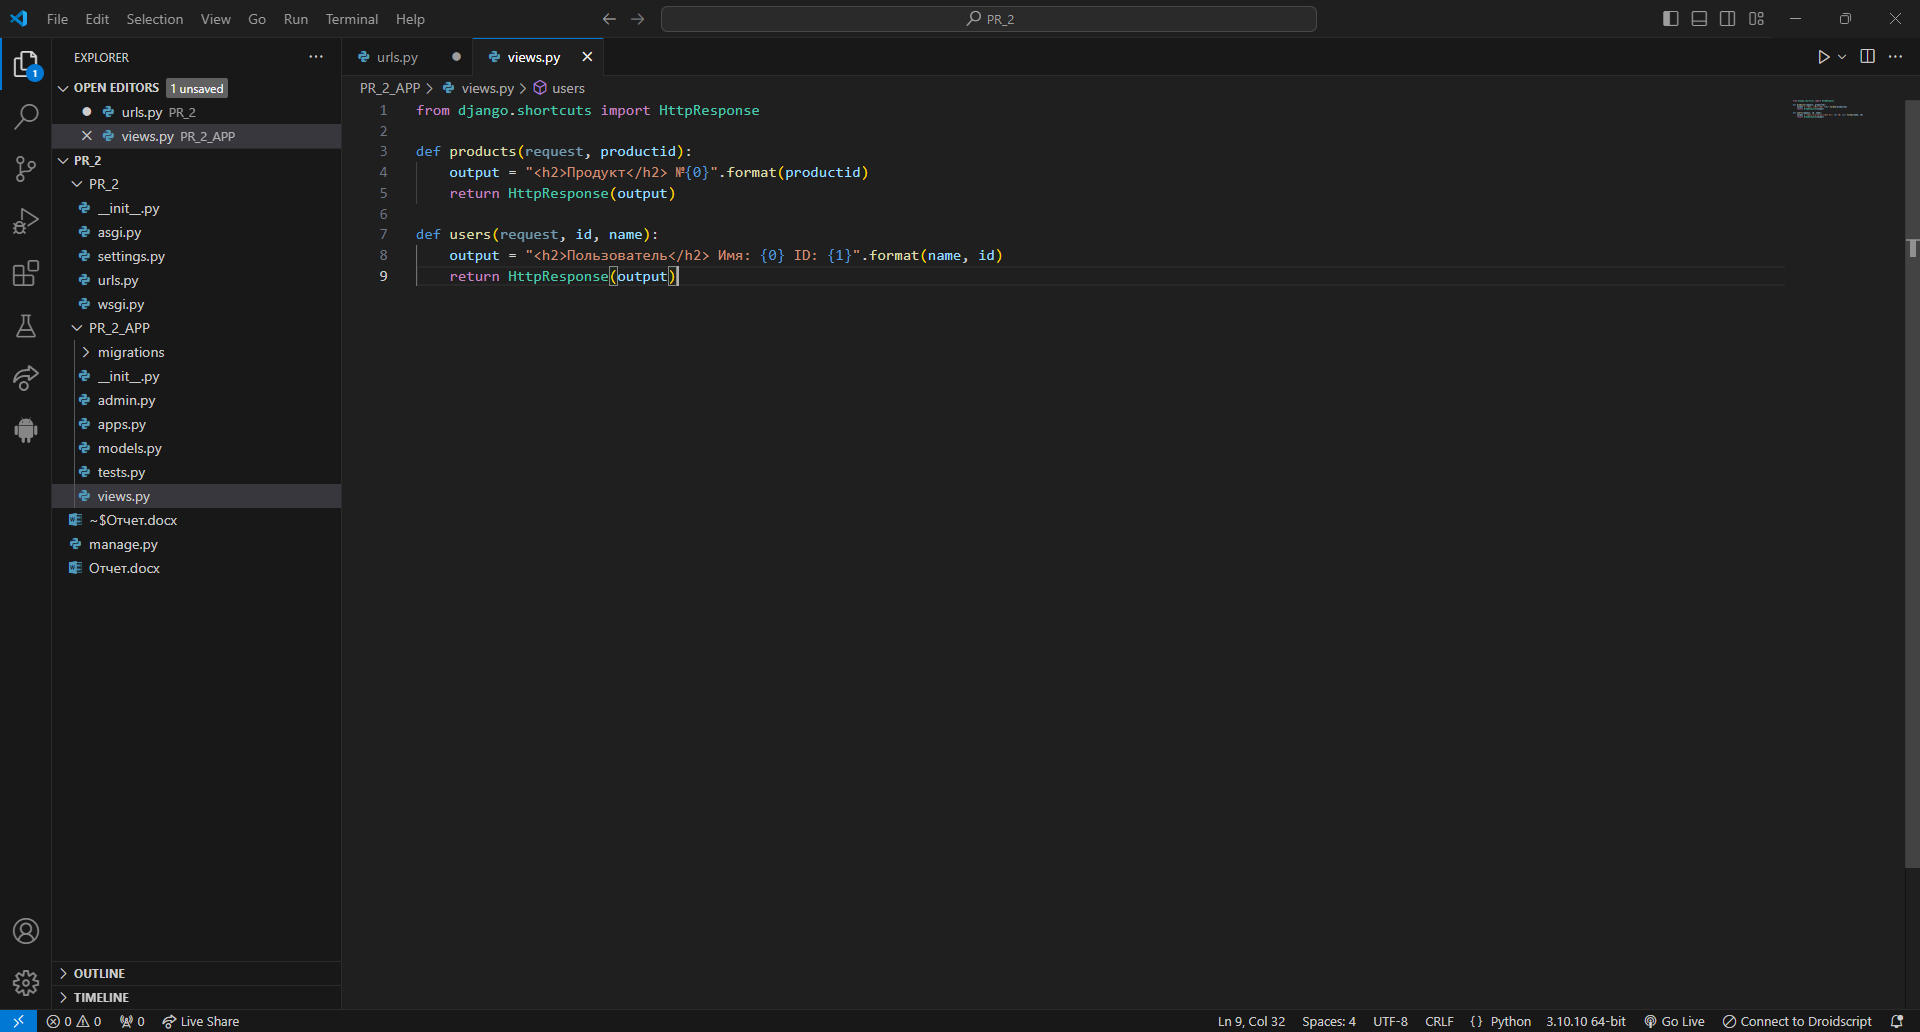 File Edit Selection View Go Run Terminal Help
PR_2
EXPLORER
OPEN EDITORS 1 unsaved
urls.py PR_2
views.py PR_2_APP
PR_2
PR_2
__init__.py
asgi.py
settings.py
urls.py
wsgi.py
PR_2_APP
migrations
__init__.py
admin.py
apps.py
models.py
tests.py
views.py
~$Отчет.docx
manage.py
Отчет.docx
OUTLINE
TIMELINE
urls.py views.py
PR_2_APP > views.py > users
1 from django.shortcuts import HttpResponse
2
3 def products(request, productid):
4 output = "<h2>Продукт</h2> №{0}".format(productid)
5 return HttpResponse(output)
6
7 def users(request, id, name):
8 output = "<h2>Пользователь</h2> Имя: {0} ID: {1}".format(name, id)
9 return HttpResponse(output)
1
0 0 0 Live Share Ln 9, Col 32 Spaces: 4 UTF-8 CRLF {} Python 3.10.10 64-bit Go Live Connect to Droidscript